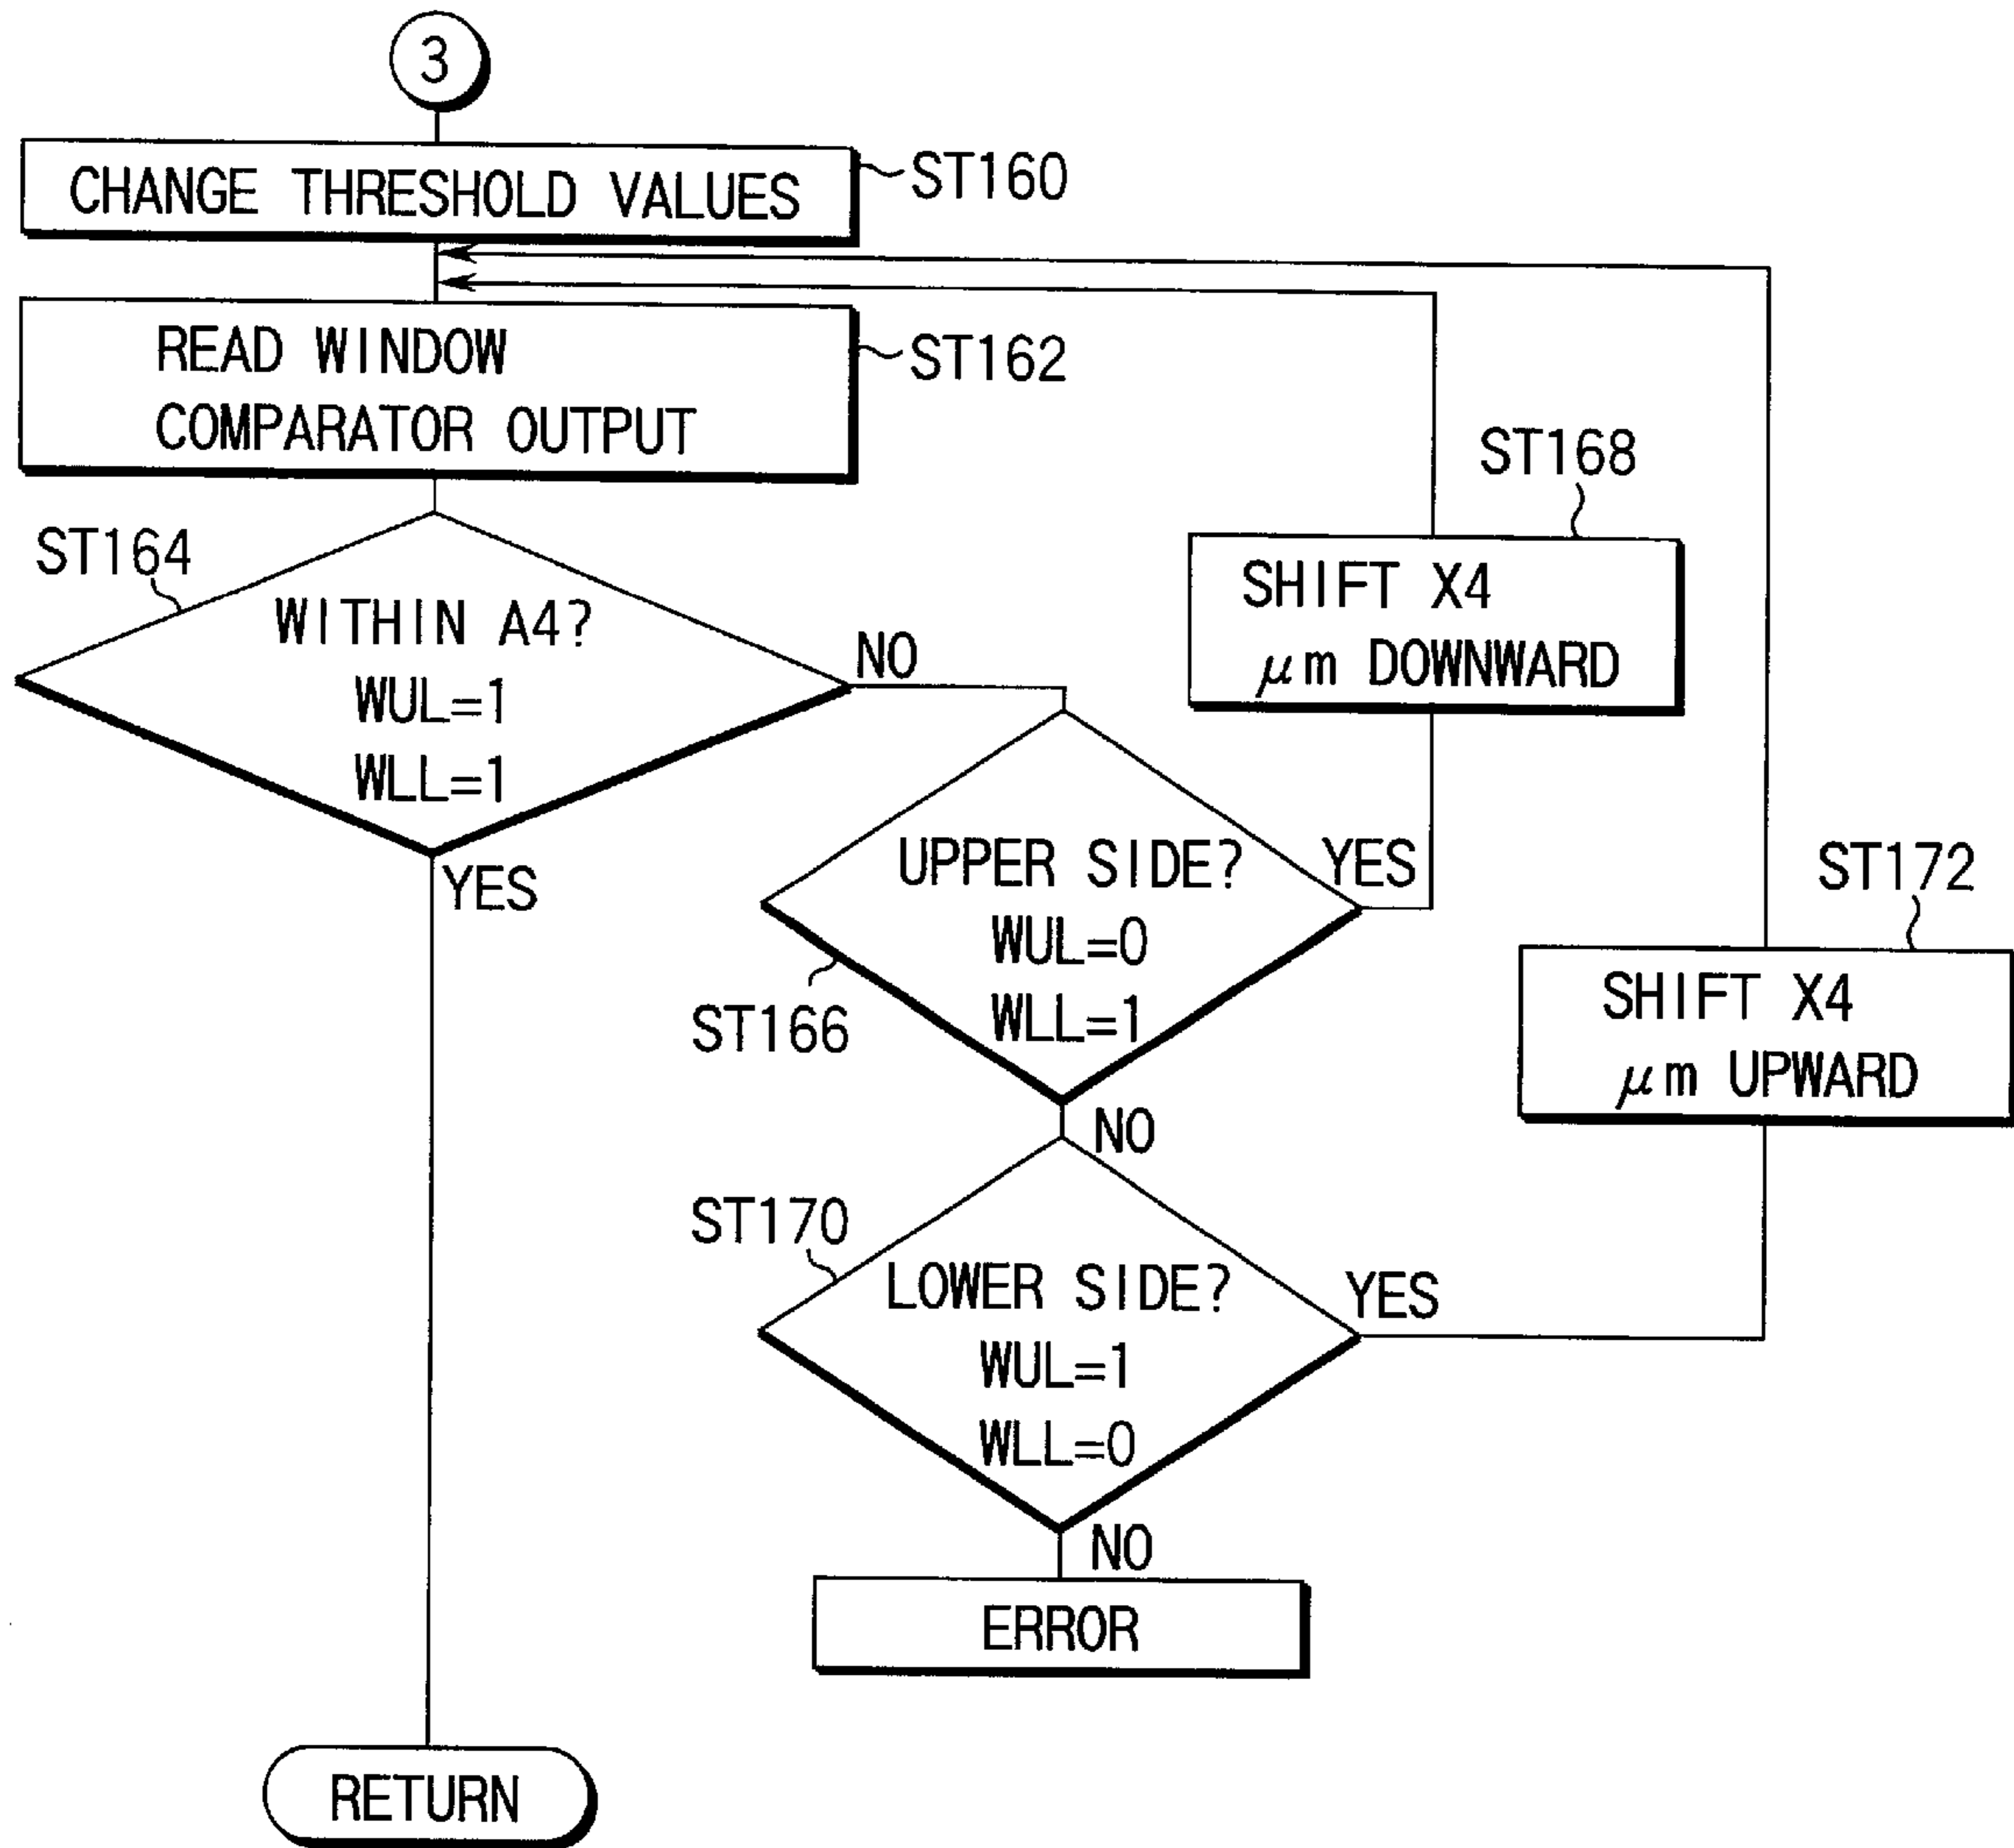 3
CHANGE THRESHOLD VALUES
ST160
READ WINDOW
COMPARATOR OUTPUT
ST162
ST164
WITHIN A4?
WUL=1
WLL=1
NO
YES
ST168
SHIFT X4
μm DOWNWARD
UPPER SIDE?
WUL=0
WLL=1
YES
ST166
NO
ST172
SHIFT X4
μm UPWARD
ST170
LOWER SIDE?
WUL=1
WLL=0
YES
NO
ERROR
RETURN